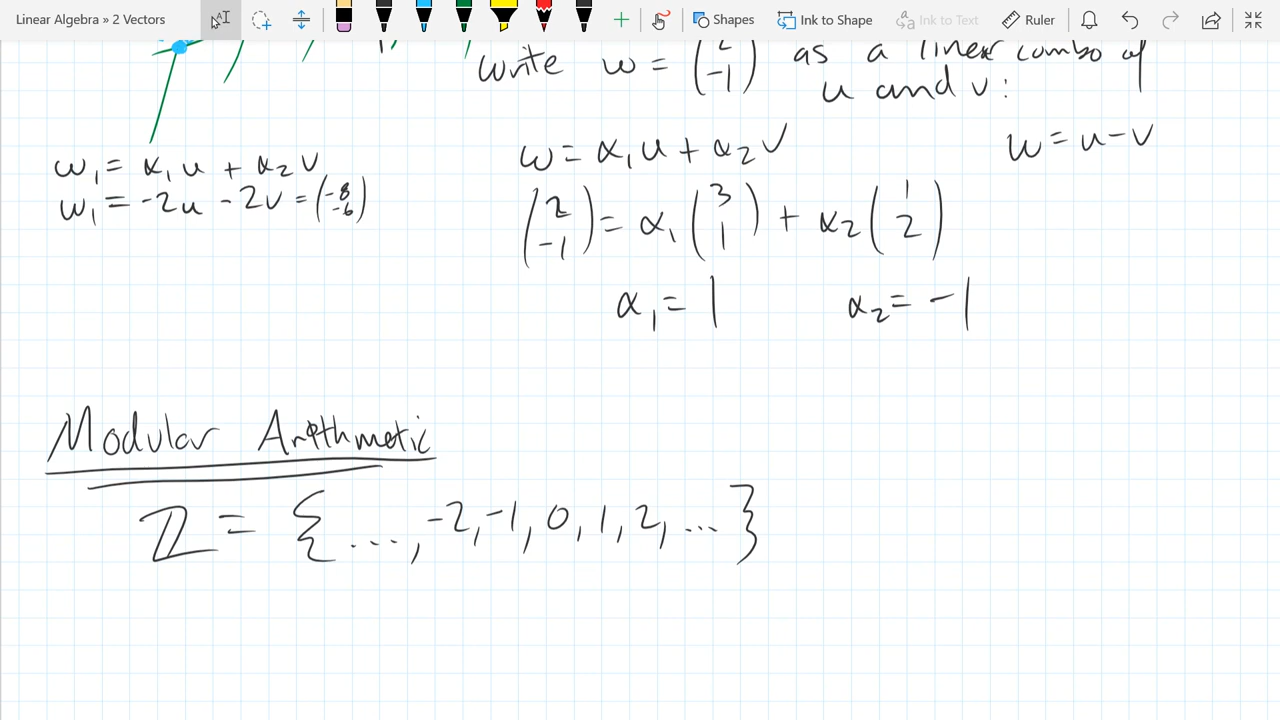 Linear Algebra » 2 Vectors
Shapes Ink to Shape Ink to Text Ruler
write w = (2 -1) as a linear combo of
u and v:
w₁ = α₁u + α₂v
w₁ = -2u - 2v = (-8 -6)
w = α₁u + α₂v
w = u - v
(2 -1) = α₁(3 1) + α₂(1 2)
α₁ = 1 α₂ = -1
Modular Arithmetic
ℤ = {..., -2, -1, 0, 1, 2, ...}